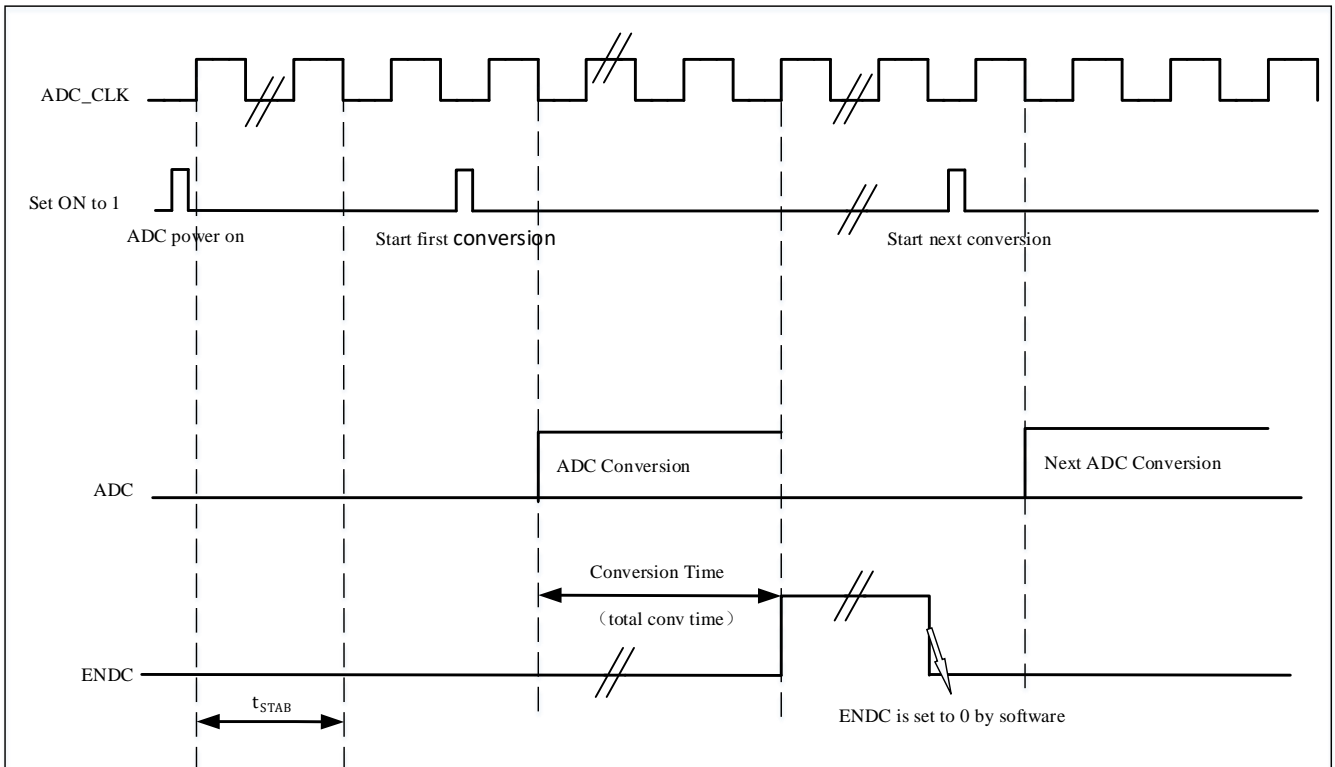 ADC_CLK
Set ON to 1
ADC power on
Start first conversion
Start next conversion
ADC Conversion
Next ADC Conversion
ADC
Conversion Time
（total conv time）
ENDC
tSTAB
ENDC is set to 0 by software